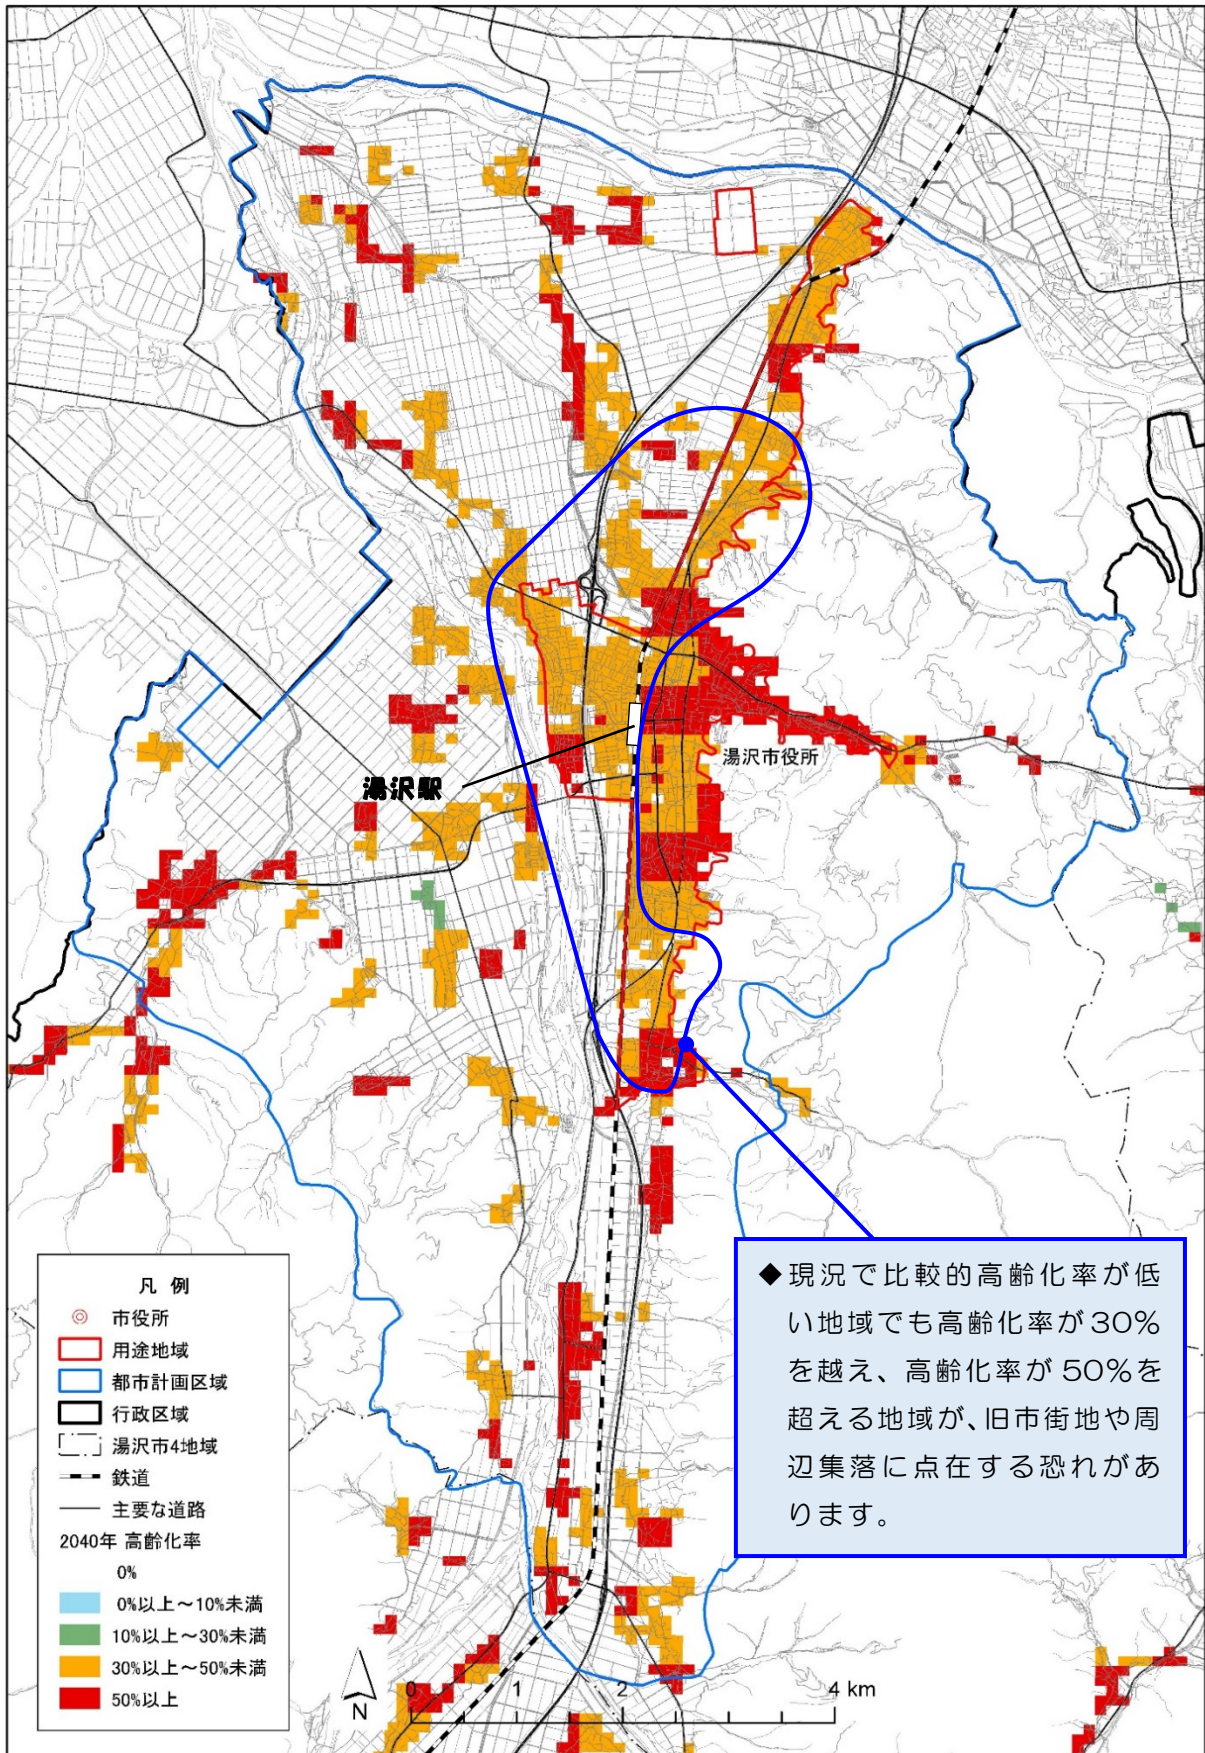 湯沢市役所
湯沢駅
◆現況で比較的高齢化率が低
い地域でも高齢化率が30%
を越え、高齢化率が50%を
超える地域が、旧市街地や周
辺集落に点在する恐れがあ
ります。
凡 例
市役所
用途地域
都市計画区域
行政区域
湯沢市4地域
鉄道
主要な道路
2040年 高齢化率
0%
0%以上～10%未満
10%以上～30%未満
30%以上～50%未満
50%以上
N
0 1 2 4 km